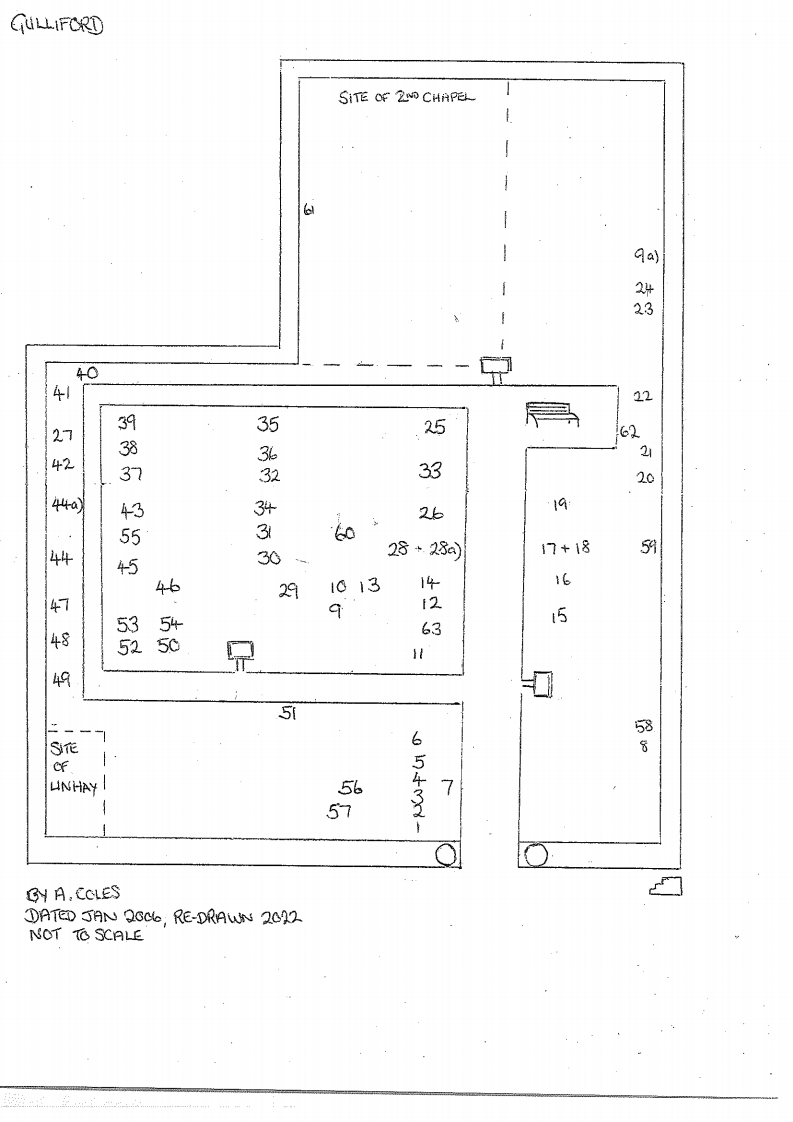 GULLIFORD
SITE OF 2ND CHAPEL
61
9a)
24
23
40
41
22
39 35 25
62
27
38 36
21
42
37 32 33
20
44a)
43 34 26
19
55 31 60
44
45 30 28 + 28a)
17 + 18
59
46 29 10 13 14
16
47
9 12
15
53 54 63
48
52 50 11
49
51
58
6
8
SITE
OF
LINHAY
5
4
56 3 7
57 2
1
BY A. COLES
DATED JAN 2006, RE-DRAWN 2022
NOT TO SCALE